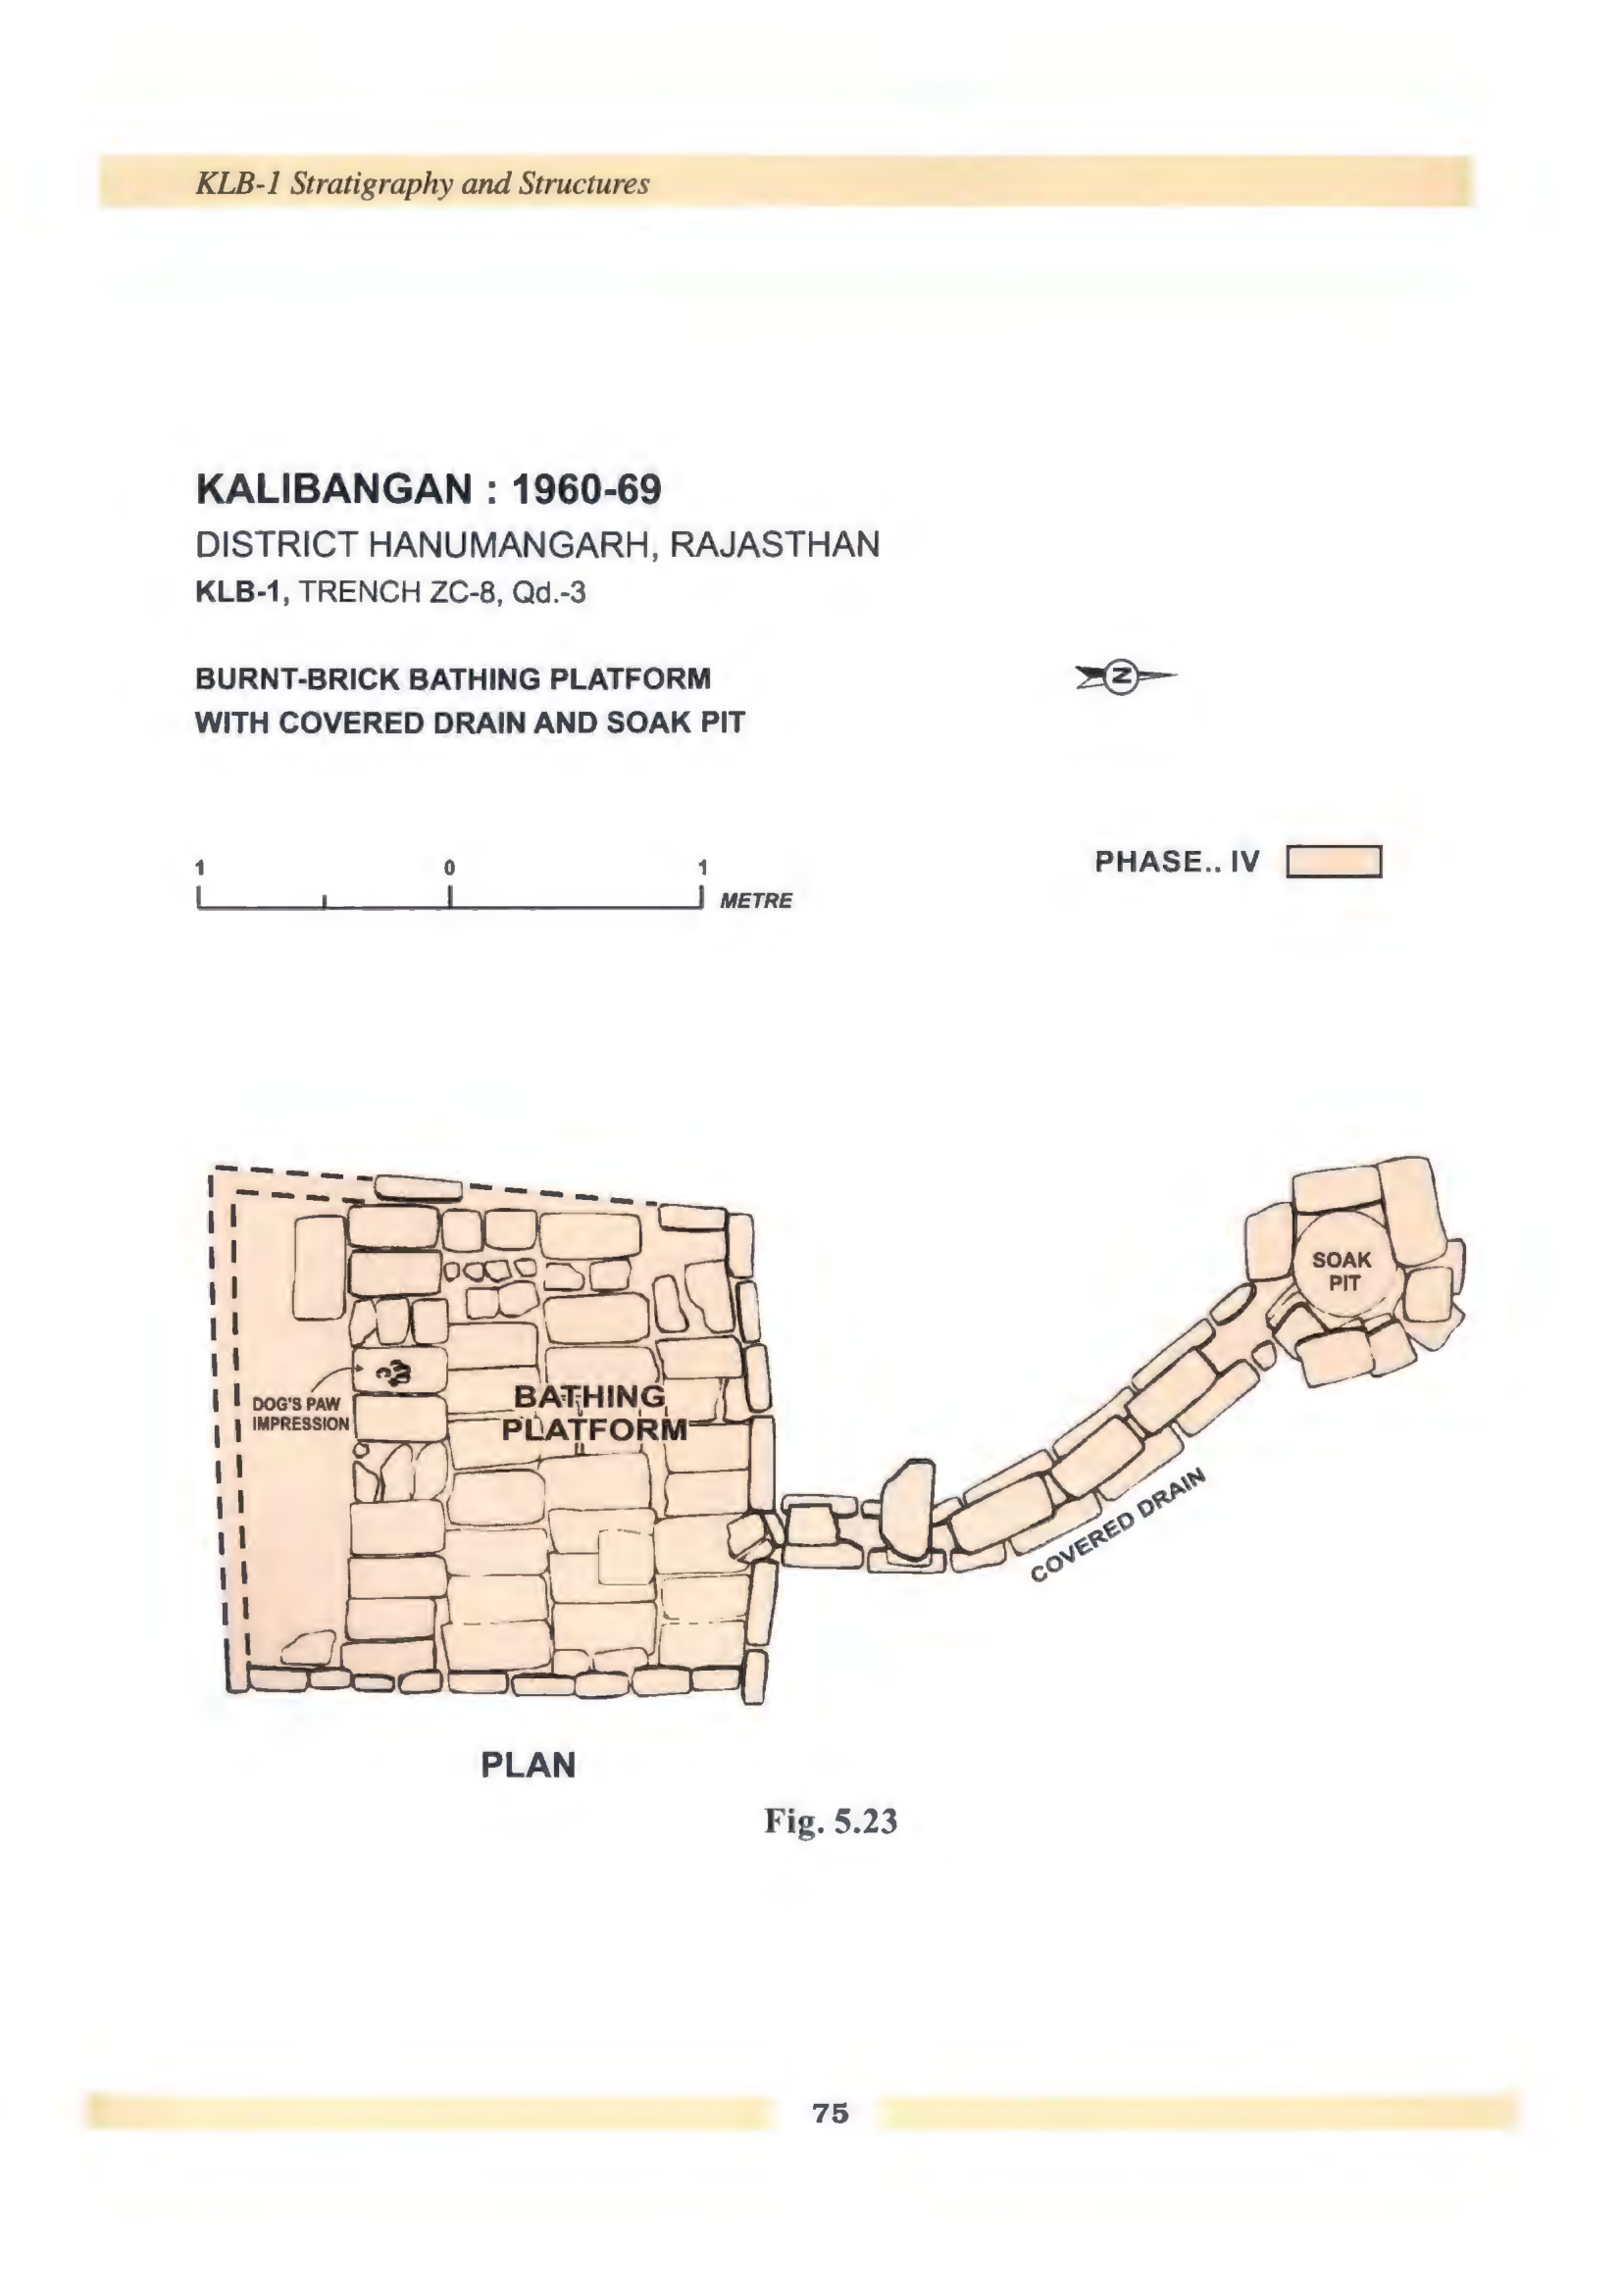 KLB-1 Stratigraphy and Structures
KALIBANGAN : 1960-69
DISTRICT HANUMANGARH, RAJASTHAN
KLB-1, TRENCH ZC-8, Qd.-3
BURNT-BRICK BATHING PLATFORM
WITH COVERED DRAIN AND SOAK PIT
N
1 0 1
METRE
PHASE.. IV
SOAK
PIT
DOG'S PAW
IMPRESSION
BATHING
PLATFORM
COVERED DRAIN
PLAN
Fig. 5.23
75